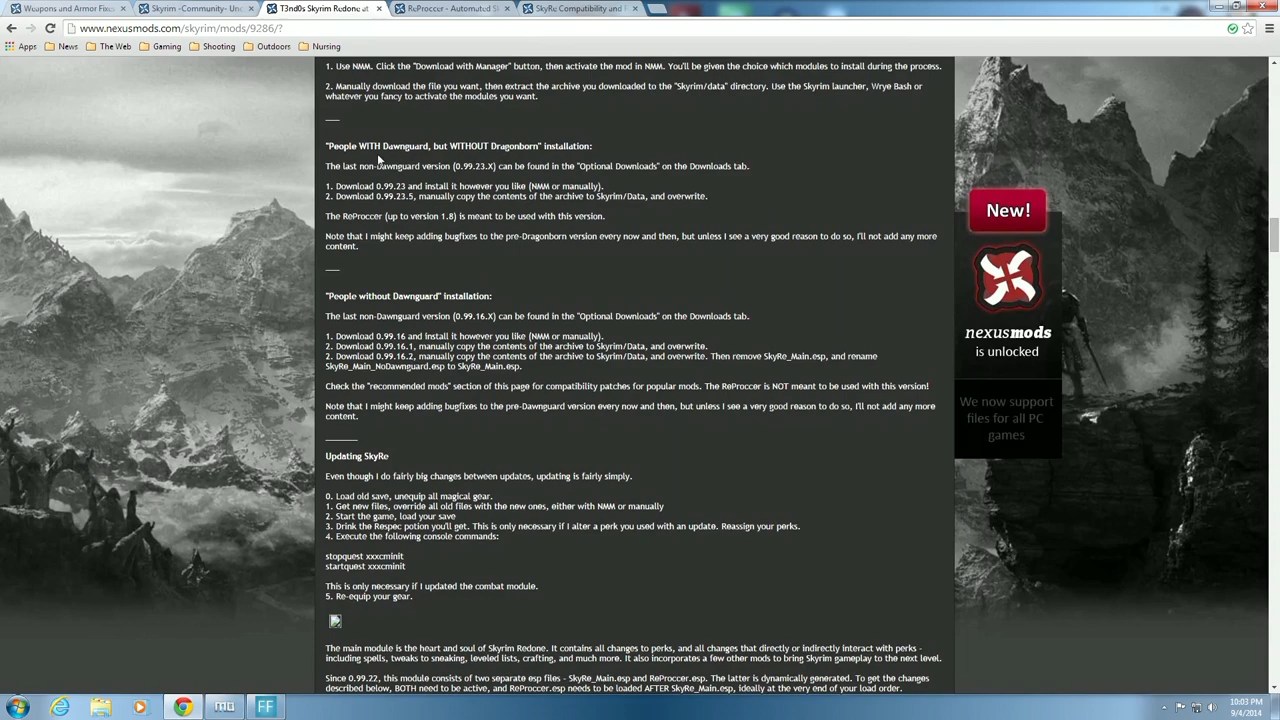 Weapons and Armor Fixes
Skyrim -Community- Un
T3nd0s Skyrim Redone at
ReProccer - Automated Sk
SkyRe Compatibility and B
www.nexusmods.com/skyrim/mods/9286/?
Apps
News
The Web
Gaming
Shooting
Outdoors
Nursing
1. Use NMM. Click the "Download with Manager" button, then activate the mod in NMM. You'll be given the choice which modules to install during the process.
2. Manually download the file you want, then extract the archive you downloaded to the "Skyrim/data" directory. Use the Skyrim launcher, Wrye Bash or
whatever you fancy to activate the modules you want.
"People WITH Dawnguard, but WITHOUT Dragonborn" installation:
The last non-Dawnguard version (0.99.23.X) can be found in the "Optional Downloads" on the Downloads tab.
1. Download 0.99.23 and install it however you like (NMM or manually).
2. Download 0.99.23.5, manually copy the contents of the archive to Skyrim/Data, and overwrite.
The ReProccer (up to version 1.8) is meant to be used with this version.
Note that I might keep adding bugfixes to the pre-Dragonborn version every now and then, but unless I see a very good reason to do so, I'll not add any more
content.
"People without Dawnguard" installation:
The last non-Dawnguard version (0.99.16.X) can be found in the "Optional Downloads" on the Downloads tab.
1. Download 0.99.16 and install it however you like (NMM or manually).
2. Download 0.99.16.1, manually copy the contents of the archive to Skyrim/Data, and overwrite.
2. Download 0.99.16.2, manually copy the contents of the archive to Skyrim/Data, and overwrite. Then remove SkyRe_Main.esp, and rename
SkyRe_Main_NoDawnguard.esp to SkyRe_Main.esp.
Check the "recommended mods" section of this page for compatibility patches for popular mods. The ReProccer is NOT meant to be used with this version!
Note that I might keep adding bugfixes to the pre-Dawnguard version every now and then, but unless I see a very good reason to do so, I'll not add any more
content.
Updating SkyRe
Even though I do fairly big changes between updates, updating is fairly simply.
0. Load old save, unequip all magical gear.
1. Get new files, override all old files with the new ones, either with NMM or manually
2. Start the game, load your save
3. Drink the Respec potion you'll get. This is only necessary if I alter a perk you used with an update. Reassign your perks.
4. Execute the following console commands:
stopquest xxxcminit
startquest xxxcminit
This is only necessary if I updated the combat module.
5. Re-equip your gear.
The main module is the heart and soul of Skyrim Redone. It contains all changes to perks, and all changes that directly or indirectly interact with perks -
including spells, tweaks to sneaking, leveled lists, crafting, and much more. It also incorporates a few other mods to bring Skyrim gameplay to the next level.
Since 0.99.22, this module consists of two separate esp files - SkyRe_Main.esp and ReProccer.esp. The latter is dynamically generated. To get the changes
described below, BOTH need to be active, and ReProccer.esp needs to be loaded AFTER SkyRe_Main.esp, ideally at the very end of your load order.
New!
nexusmods
is unlocked
We now support
files for all PC
games
FF
10:03 PM
9/4/2014